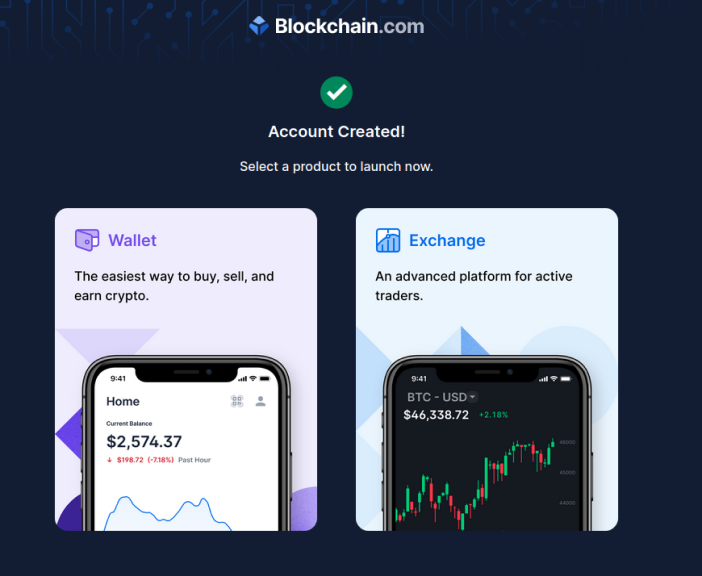 Blockchain.com
Account Created!
Select a product to launch now.
Wallet
The easiest way to buy, sell, and
earn crypto.
9:41
Home
Current Balance
$2,574.37
↓ $198.72 (-7.18%) Past Hour
Exchange
An advanced platform for active
traders.
9:41
BTC - USD
$46,338.72 +2.18%
46000
45000
44000